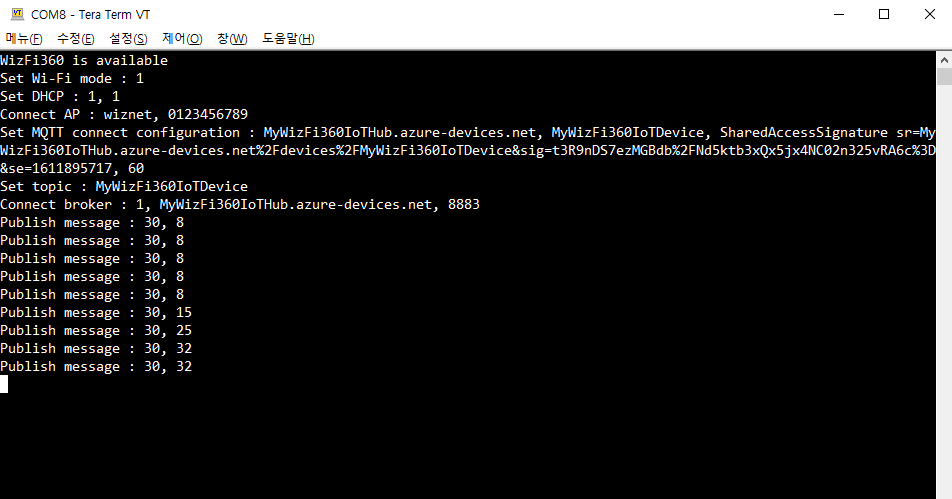 COM8 - Tera Term VT
메뉴(F) 수정(E) 설정(S) 제어(O) 창(W) 도움말(H)
WizFi360 is available
Set Wi-Fi mode : 1
Set DHCP : 1, 1
Connect AP : wiznet, 0123456789
Set MQTT connect configuration : MyWizFi360IoTHub.azure-devices.net, MyWizFi360IoTDevice, SharedAccessSignature sr=My
WizFi360IoTHub.azure-devices.net%2Fdevices%2FMyWizFi360IoTDevice&sig=t3R9nDS7ezMGBdb%2FNd5ktb3xQx5jx4NC02n325vRA6c%3D
&se=1611895717, 60
Set topic : MyWizFi360IoTDevice
Connect broker : 1, MyWizFi360IoTHub.azure-devices.net, 8883
Publish message : 30, 8
Publish message : 30, 8
Publish message : 30, 8
Publish message : 30, 8
Publish message : 30, 8
Publish message : 30, 15
Publish message : 30, 25
Publish message : 30, 32
Publish message : 30, 32